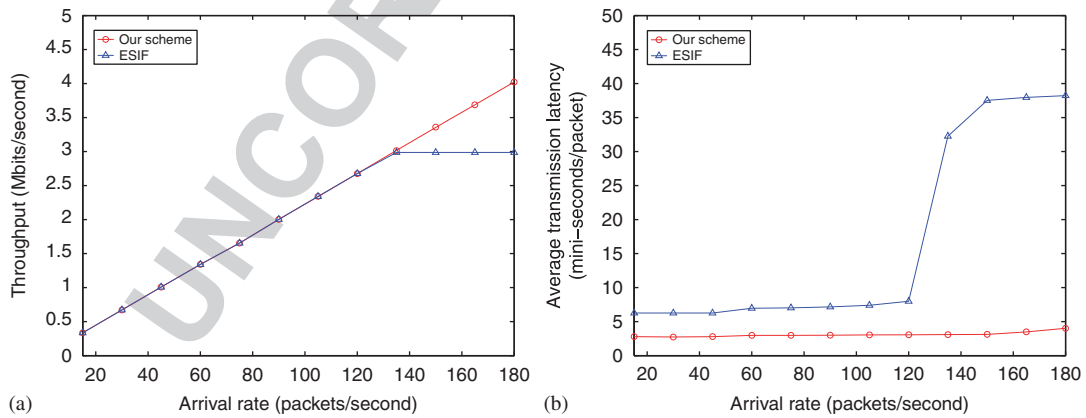 5
4.5
4
3.5
3
2.5
2
1.5
1
0.5
0
Throughput (Mbits/second)
Our scheme
ESIF
20 40 60 80 100 120 140 160 180
(a) Arrival rate (packets/second)
50
45
40
35
30
25
20
15
10
5
0
Average transmission latency
(mini-seconds/packet)
Our scheme
ESIF
20 40 60 80 100 120 140 160 180
(b) Arrival rate (packets/second)
UNCOR